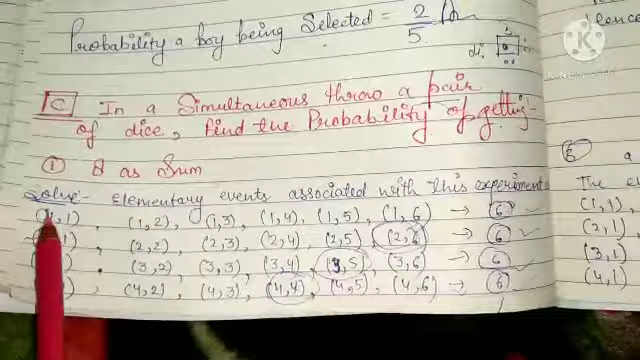 Probability a boy being Selected = 2/5
KINEMASTER
C In a Simultaneous throw a pair
of dice, find the Probability of getting-
① 8 as Sum
Solve- Elementary events associated with this experiment
(1,1), (1,2), (1,3), (1,4), (1,5), (1,6) → 6
(2,2), (2,3), (2,4), (2,5), (2,6) → 6
(3,2), (3,3), (3,4), (3,5), (3,6) → 6
(4,2), (4,3), (4,4), (4,5), (4,6) → 6
a
The
(1,1),
(2,1),
(3,1)
(4,1)